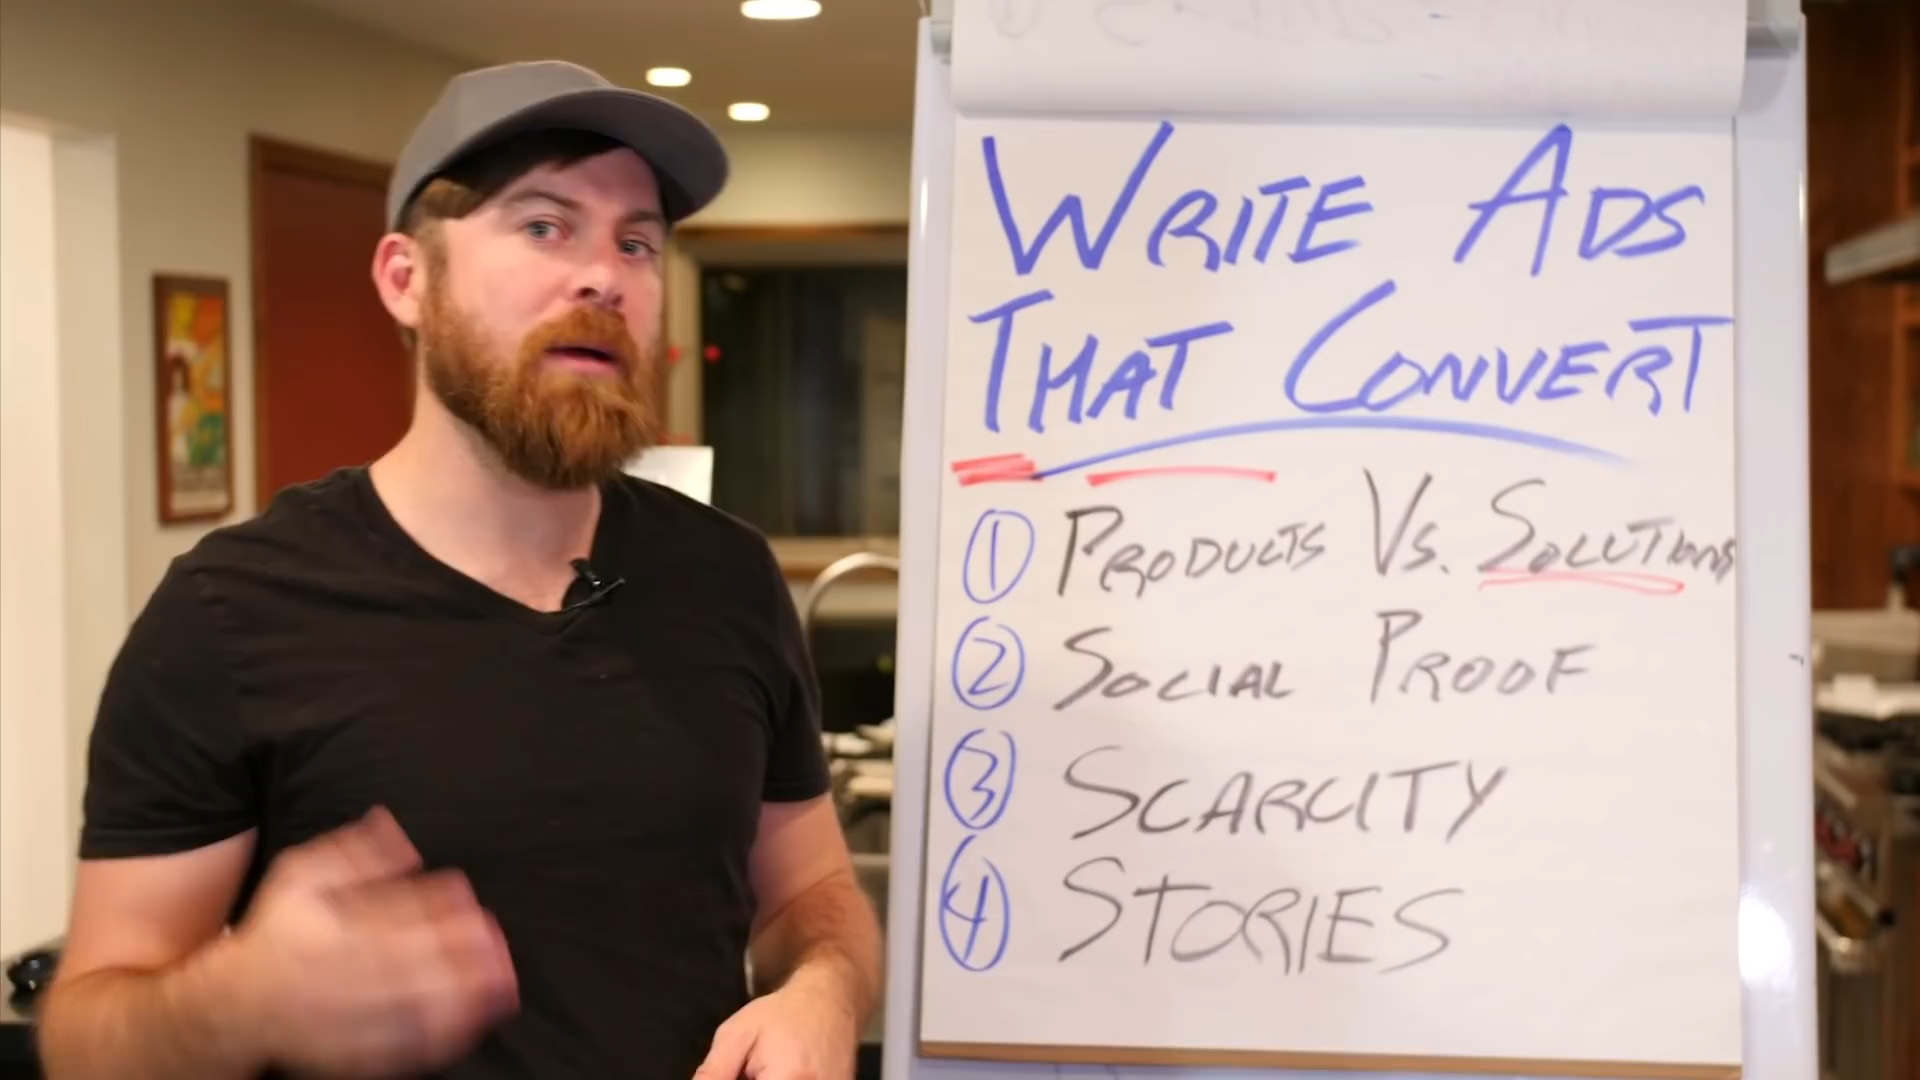 WRITE ADS
THAT CONVERT
1 PRODUCTS VS. SOLUTIONS
2 SOCIAL PROOF
3 SCARCITY
4 STORIES